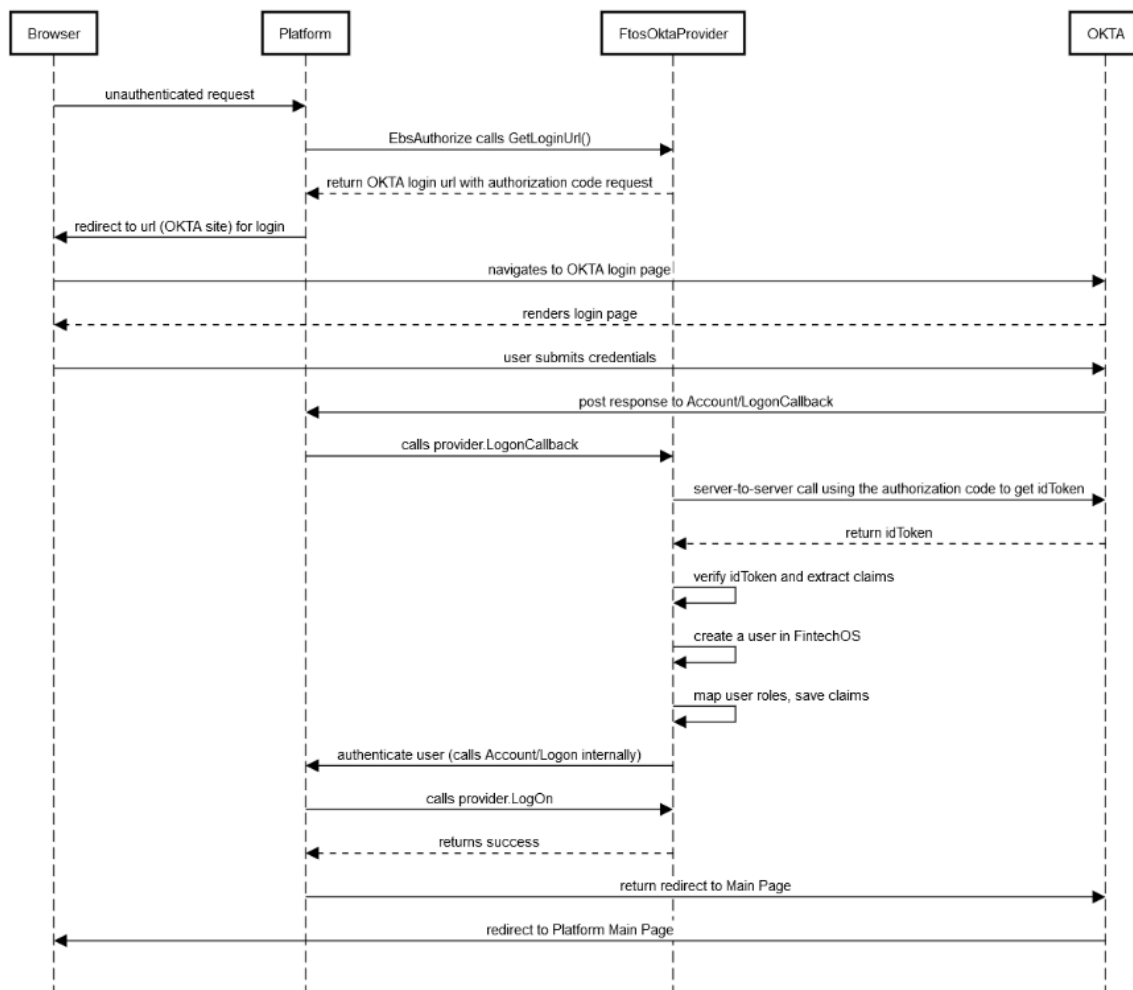 Browser
Platform
FtosOktaProvider
OKTA
unauthenticated request
EbsAuthorize calls GetLoginUrl()
return OKTA login url with authorization code request
redirect to url (OKTA site) for login
navigates to OKTA login page
renders login page
user submits credentials
post response to Account/LogonCallback
calls provider.LogonCallback
server-to-server call using the authorization code to get idToken
return idToken
verify idToken and extract claims
create a user in FintechOS
map user roles, save claims
authenticate user (calls Account/Logon internally)
calls provider.LogOn
returns success
return redirect to Main Page
redirect to Platform Main Page